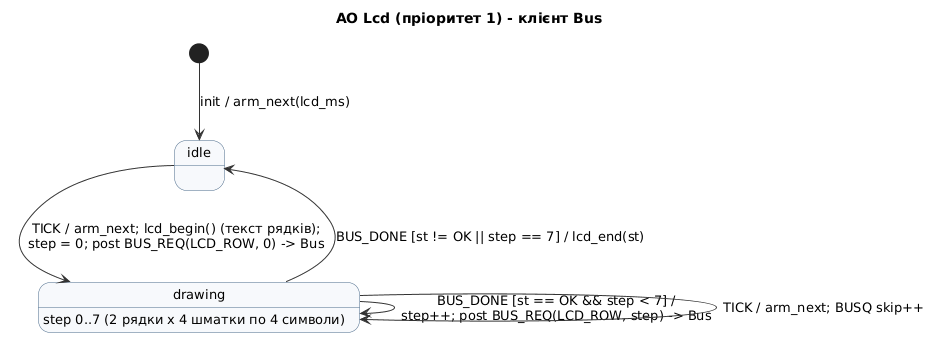 AO Lcd (пріоритет 1) - клієнт Bus
init / arm_next(lcd_ms)
idle
TICK / arm_next; lcd_begin() (текст рядків);
step = 0; post BUS_REQ(LCD_ROW, 0) -> Bus
BUS_DONE [st != OK || step == 7] / lcd_end(st)
drawing
step 0..7 (2 рядки x 4 шматки по 4 символи)
BUS_DONE [st == OK && step < 7] /
step++; post BUS_REQ(LCD_ROW, step) -> Bus
TICK / arm_next; BUSQ skip++